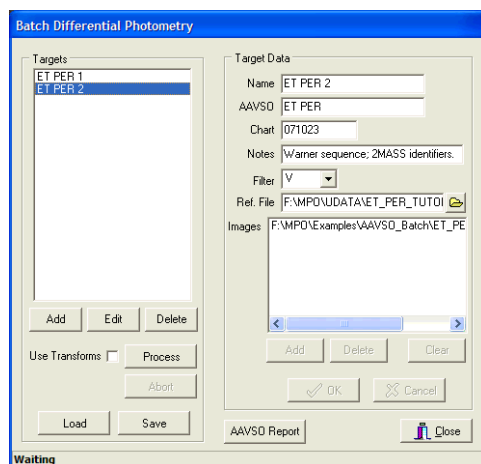 Batch Differential Photometry
Targets
ET PER 1
ET PER 2
Add Edit Delete
Use Transforms Process
Abort
Load Save
Target Data
Name ET PER 2
AAVSO ET PER
Chart 071023
Notes Warner sequence; 2MASS identifiers.
Filter V
Ref. File F:\MPO\UDATA\ET_PER_TUTOI
Images F:\MPO\Examples\AAVSO_Batch\ET_PE
Add Delete Clear
OK Cancel
AAVSO Report Close
Waiting